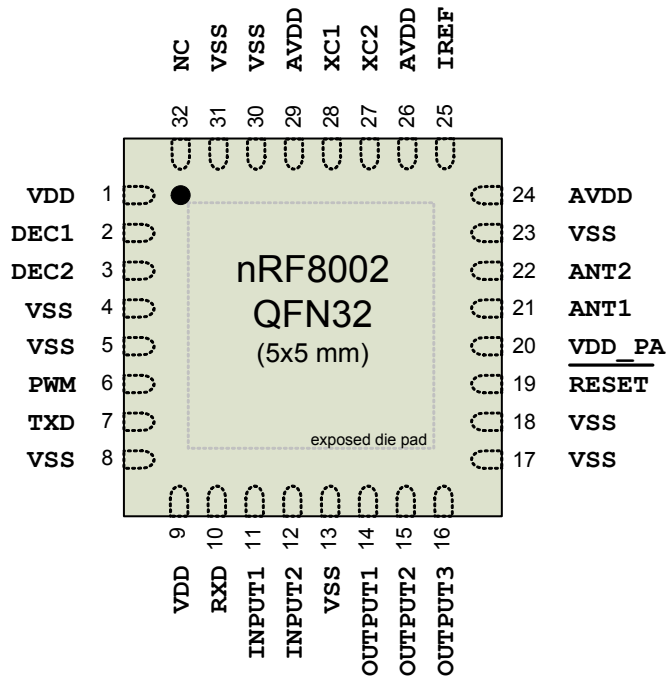 NC VSS VSS AVDD XC1 XC2 AVDD IREF
32 31 30 29 28 27 26 25
VDD 1
DEC1 2
DEC2 3
VSS 4
VSS 5
PWM 6
TXD 7
VSS 8
nRF8002
QFN32
(5x5 mm)
exposed die pad
24 AVDD
23 VSS
22 ANT2
21 ANT1
20 VDD_PA
19 RESET
18 VSS
17 VSS
9 10 11 12 13 14 15 16
VDD RXD INPUT1 INPUT2 VSS OUTPUT1 OUTPUT2 OUTPUT3